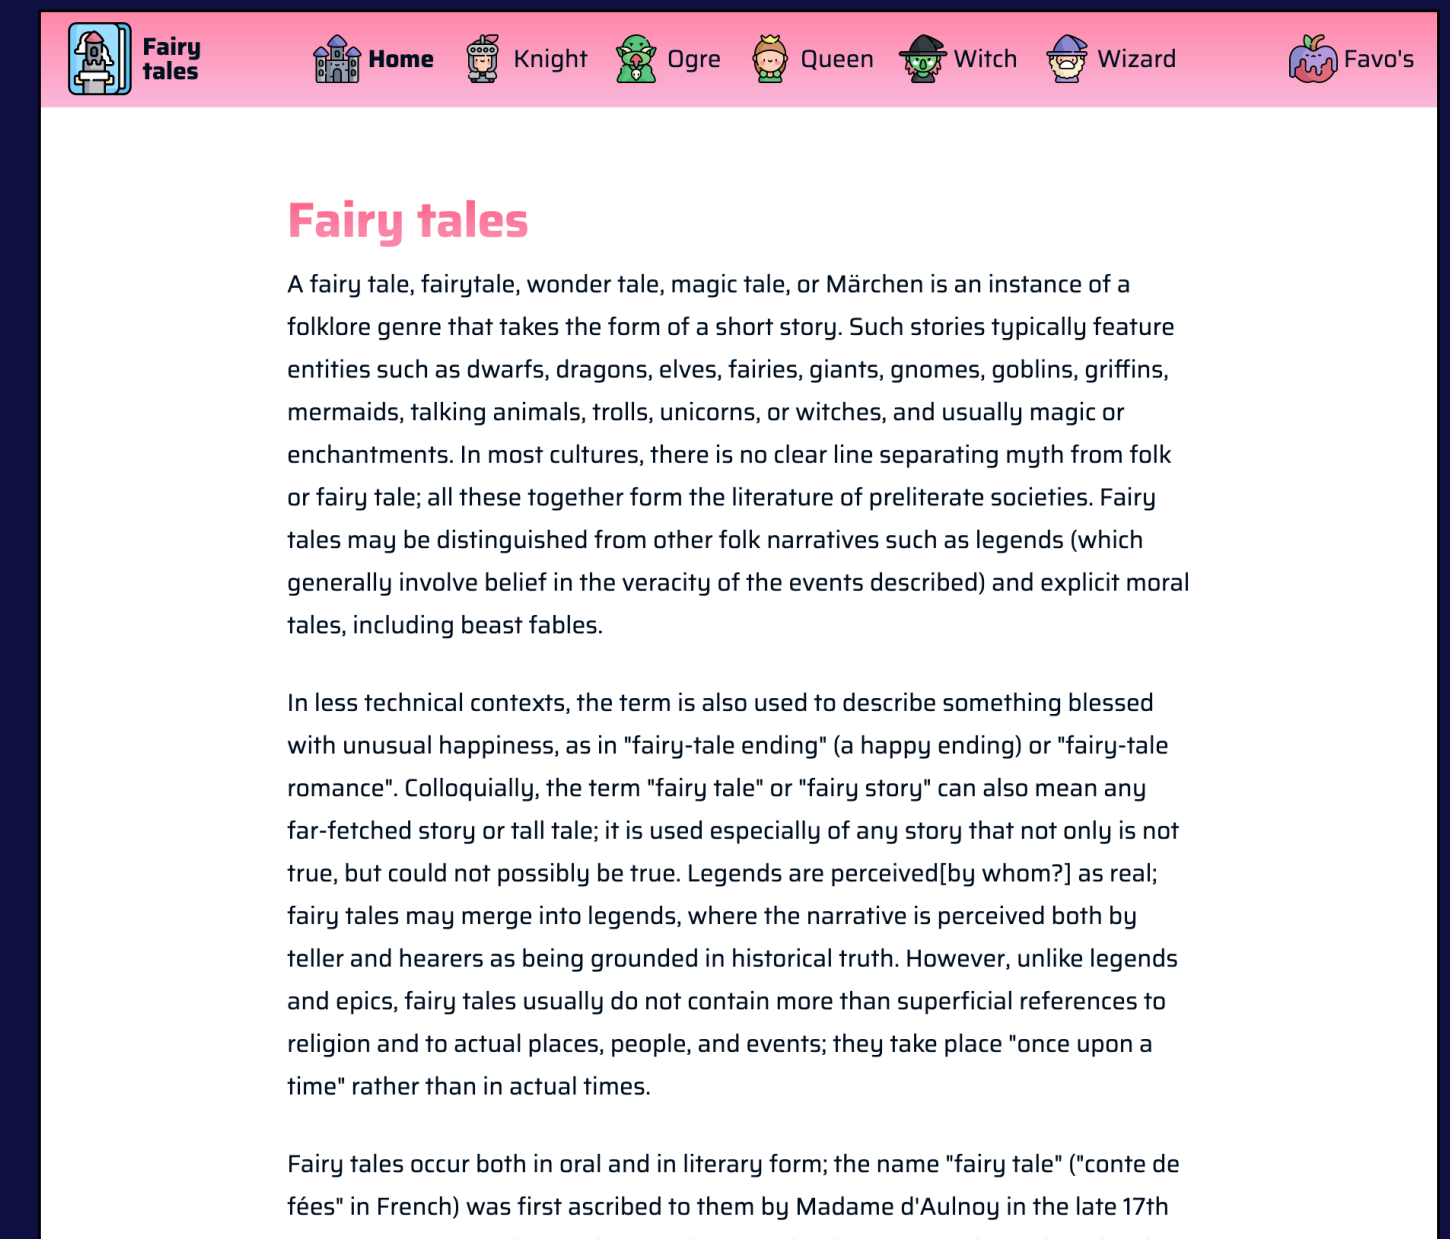 Fairy
tales
Home
Knight
Ogre
Queen
Witch
Wizard
Favo's
Fairy tales
A fairy tale, fairytale, wonder tale, magic tale, or Märchen is an instance of a
folklore genre that takes the form of a short story. Such stories typically feature
entities such as dwarfs, dragons, elves, fairies, giants, gnomes, goblins, griffins,
mermaids, talking animals, trolls, unicorns, or witches, and usually magic or
enchantments. In most cultures, there is no clear line separating myth from folk
or fairy tale; all these together form the literature of preliterate societies. Fairy
tales may be distinguished from other folk narratives such as legends (which
generally involve belief in the veracity of the events described) and explicit moral
tales, including beast fables.
In less technical contexts, the term is also used to describe something blessed
with unusual happiness, as in "fairy-tale ending" (a happy ending) or "fairy-tale
romance". Colloquially, the term "fairy tale" or "fairy story" can also mean any
far-fetched story or tall tale; it is used especially of any story that not only is not
true, but could not possibly be true. Legends are perceived[by whom?] as real;
fairy tales may merge into legends, where the narrative is perceived both by
teller and hearers as being grounded in historical truth. However, unlike legends
and epics, fairy tales usually do not contain more than superficial references to
religion and to actual places, people, and events; they take place "once upon a
time" rather than in actual times.
Fairy tales occur both in oral and in literary form; the name "fairy tale" ("conte de
fées" in French) was first ascribed to them by Madame d'Aulnoy in the late 17th